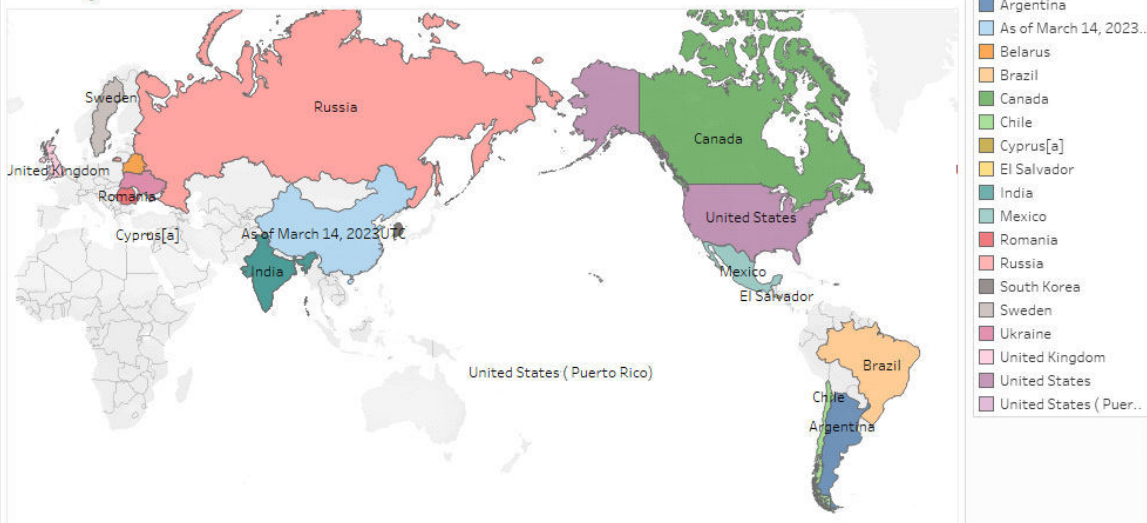 Sweden
Russia
United Kingdom
Romania
Cyprus[a]
As of March 14, 2023UTC
India
Canada
United States
Mexico
El Salvador
United States ( Puerto Rico)
Brazil
Chile
Argentina
Argentina
As of March 14, 2023..
Belarus
Brazil
Canada
Chile
Cyprus[a]
El Salvador
India
Mexico
Romania
Russia
South Korea
Sweden
Ukraine
United Kingdom
United States
United States ( Puer..